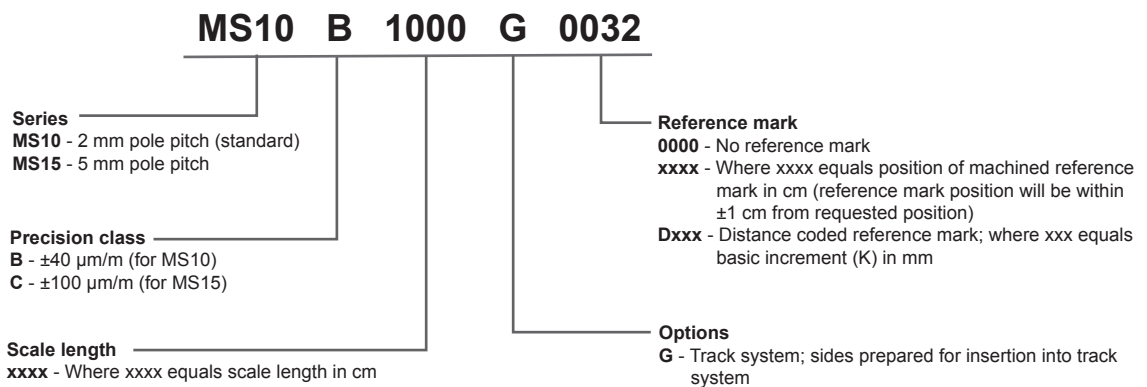 MS10 B 1000 G 0032
Series
MS10 - 2 mm pole pitch (standard)
MS15 - 5 mm pole pitch
Precision class
B - ±40 µm/m (for MS10)
C - ±100 µm/m (for MS15)
Scale length
xxxx - Where xxxx equals scale length in cm
Reference mark
0000 - No reference mark
xxxx - Where xxxx equals position of machined reference
mark in cm (reference mark position will be within
±1 cm from requested position)
Dxxx - Distance coded reference mark; where xxx equals
basic increment (K) in mm
Options
G - Track system; sides prepared for insertion into track
system